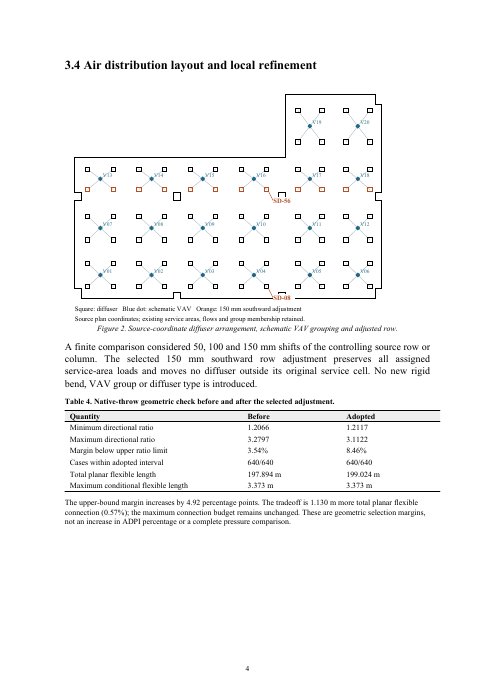 3.4 Air distribution layout and local refinement
V19
V20
V13
V14
V15
V16
V17
V18
SD-56
V07
V08
V09
V10
V11
V12
V01
V02
V03
V04
V05
V06
SD-08
Square: diffuser Blue dot: schematic VAV Orange: 150 mm southward adjustment
Source plan coordinates; existing service areas, flows and group membership retained.
Figure 2. Source-coordinate diffuser arrangement, schematic VAV grouping and adjusted row.
A finite comparison considered 50, 100 and 150 mm shifts of the controlling source row or
column. The selected 150 mm southward row adjustment preserves all assigned
service-area loads and moves no diffuser outside its original service cell. No new rigid
bend, VAV group or diffuser type is introduced.
Table 4. Native-throw geometric check before and after the selected adjustment.
Quantity Before Adopted
Minimum directional ratio 1.2066 1.2117
Maximum directional ratio 3.2797 3.1122
Margin below upper ratio limit 3.54% 8.46%
Cases within adopted interval 640/640 640/640
Total planar flexible length 197.894 m 199.024 m
Maximum conditional flexible length 3.373 m 3.373 m
The upper-bound margin increases by 4.92 percentage points. The tradeoff is 1.130 m more total planar flexible
connection (0.57%); the maximum connection budget remains unchanged. These are geometric selection margins,
not an increase in ADPI percentage or a complete pressure comparison.
4